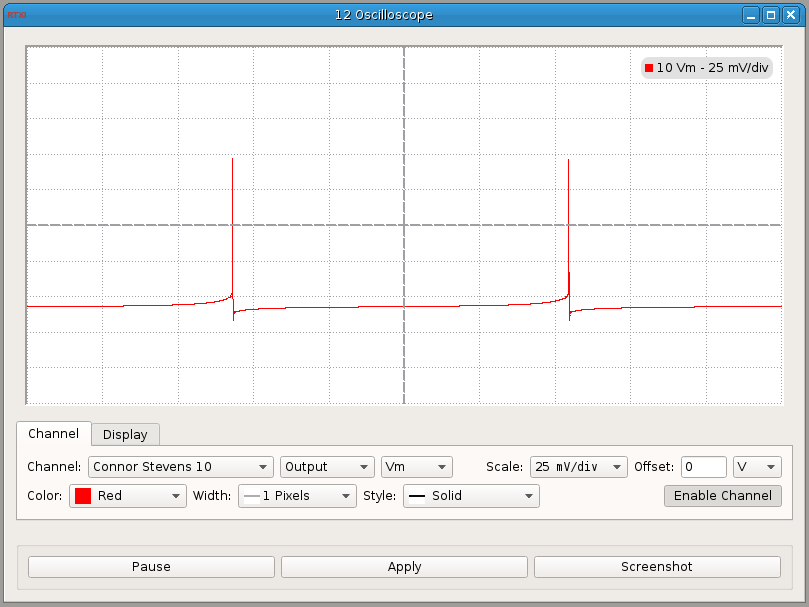 RTXI 12 Oscilloscope
10 Vm - 25 mV/div
Channel Display
Channel: Connor Stevens 10 Output Vm Scale: 25 mV/div Offset: 0 V
Color: Red Width: 1 Pixels Style: Solid Enable Channel
Pause Apply Screenshot